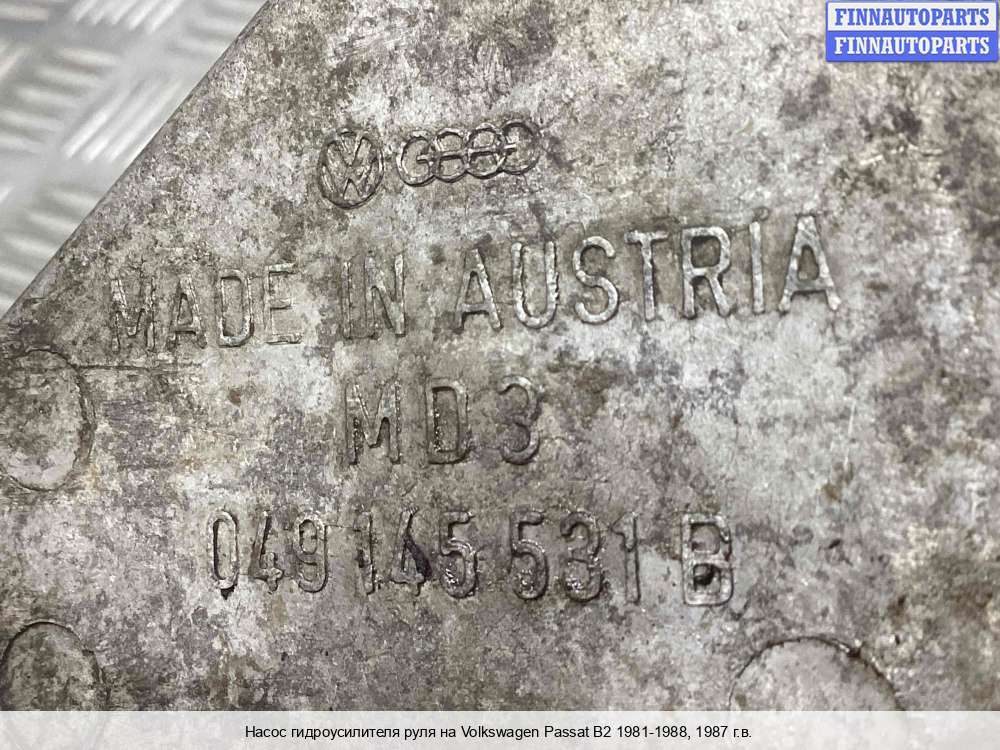 FINNAUTOPARTS
FINNAUTOPARTS
VW
MADE IN AUSTRIA
MD3
049 145 531 B
Насос гидроусилителя руля на Volkswagen Passat B2 1981-1988, 1987 г.в.